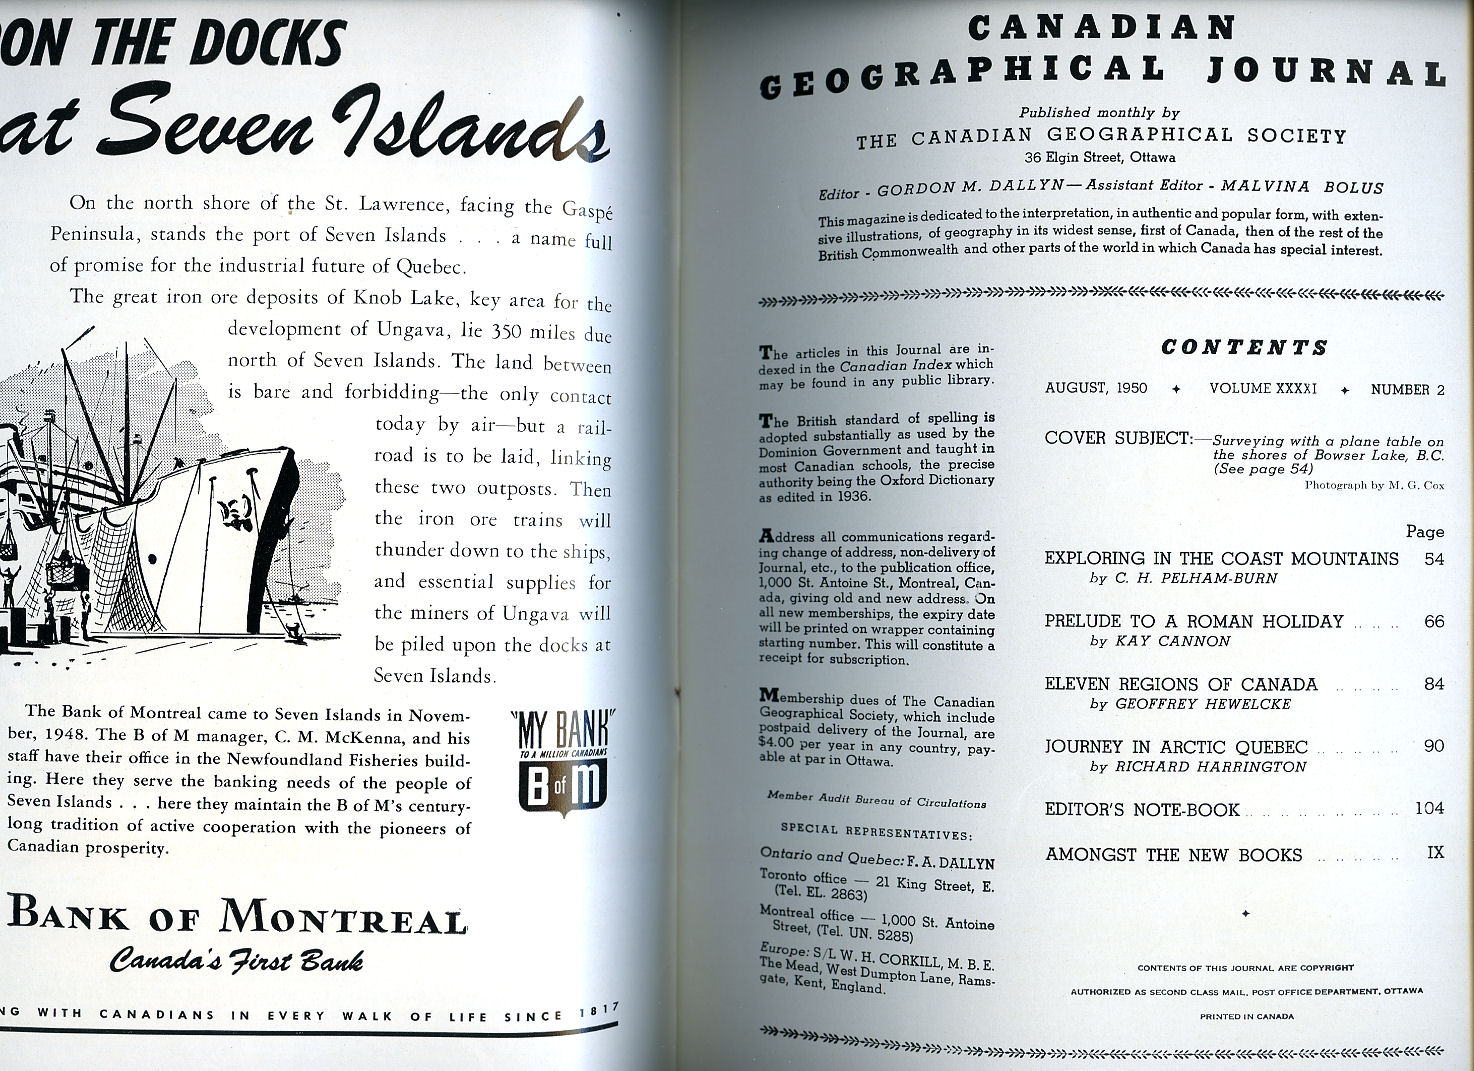 ON THE DOCKS
at Seven Islands
On the north shore of the St. Lawrence, facing the Gaspé
Peninsula, stands the port of Seven Islands . . . a name full
of promise for the industrial future of Quebec.
The great iron ore deposits of Knob Lake, key area for the
development of Ungava, lie 350 miles due
north of Seven Islands. The land between
is bare and forbidding—the only contact
today by air—but a rail-
road is to be laid, linking
these two outposts. Then
the iron ore trains will
thunder down to the ships,
and essential supplies for
the miners of Ungava will
be piled upon the docks at
Seven Islands.
The Bank of Montreal came to Seven Islands in Novem-
ber, 1948. The B of M manager, C. M. McKenna, and his
staff have their office in the Newfoundland Fisheries build-
ing. Here they serve the banking needs of the people of
Seven Islands . . . here they maintain the B of M's century-
long tradition of active cooperation with the pioneers of
Canadian prosperity.
"MY BANK"
TO A MILLION CANADIANS
B of M
BANK OF MONTREAL
Canada's First Bank
NG WITH CANADIANS IN EVERY WALK OF LIFE SINCE 1817
CANADIAN
GEOGRAPHICAL JOURNAL
Published monthly by
THE CANADIAN GEOGRAPHICAL SOCIETY
36 Elgin Street, Ottawa
Editor - GORDON M. DALLYN—Assistant Editor - MALVINA BOLUS
This magazine is dedicated to the interpretation, in authentic and popular form, with exten-
sive illustrations, of geography in its widest sense, first of Canada, then of the rest of the
British Commonwealth and other parts of the world in which Canada has special interest.
The articles in this Journal are in-
dexed in the Canadian Index which
may be found in any public library.
The British standard of spelling is
adopted substantially as used by the
Dominion Government and taught in
most Canadian schools, the precise
authority being the Oxford Dictionary
as edited in 1936.
Address all communications regard-
ing change of address, non-delivery of
Journal, etc., to the publication office,
1,000 St. Antoine St., Montreal, Can-
ada, giving old and new address. On
all new memberships, the expiry date
will be printed on wrapper containing
starting number. This will constitute a
receipt for subscription.
Membership dues of The Canadian
Geographical Society, which include
postpaid delivery of the Journal, are
$4.00 per year in any country, pay-
able at par in Ottawa.
Member Audit Bureau of Circulations
SPECIAL REPRESENTATIVES:
Ontario and Quebec: F. A. DALLYN
Toronto office — 21 King Street, E.
(Tel. EL. 2863)
Montreal office — 1,000 St. Antoine
Street, (Tel. UN. 5285)
Europe: S/L W. H. CORKILL, M. B. E.
The Mead, West Dumpton Lane, Rams-
gate, Kent, England.
CONTENTS
AUGUST, 1950 ✦ VOLUME XXXXI ✦ NUMBER 2
COVER SUBJECT:—Surveying with a plane table on
the shores of Bowser Lake, B.C.
(See page 54)
Photograph by M. G. Cox
Page
EXPLORING IN THE COAST MOUNTAINS 54
by C. H. PELHAM-BURN
PRELUDE TO A ROMAN HOLIDAY 66
by KAY CANNON
ELEVEN REGIONS OF CANADA 84
by GEOFFREY HEWELCKE
JOURNEY IN ARCTIC QUEBEC 90
by RICHARD HARRINGTON
EDITOR'S NOTE-BOOK 104
AMONGST THE NEW BOOKS IX
CONTENTS OF THIS JOURNAL ARE COPYRIGHT
AUTHORIZED AS SECOND CLASS MAIL, POST OFFICE DEPARTMENT, OTTAWA
PRINTED IN CANADA